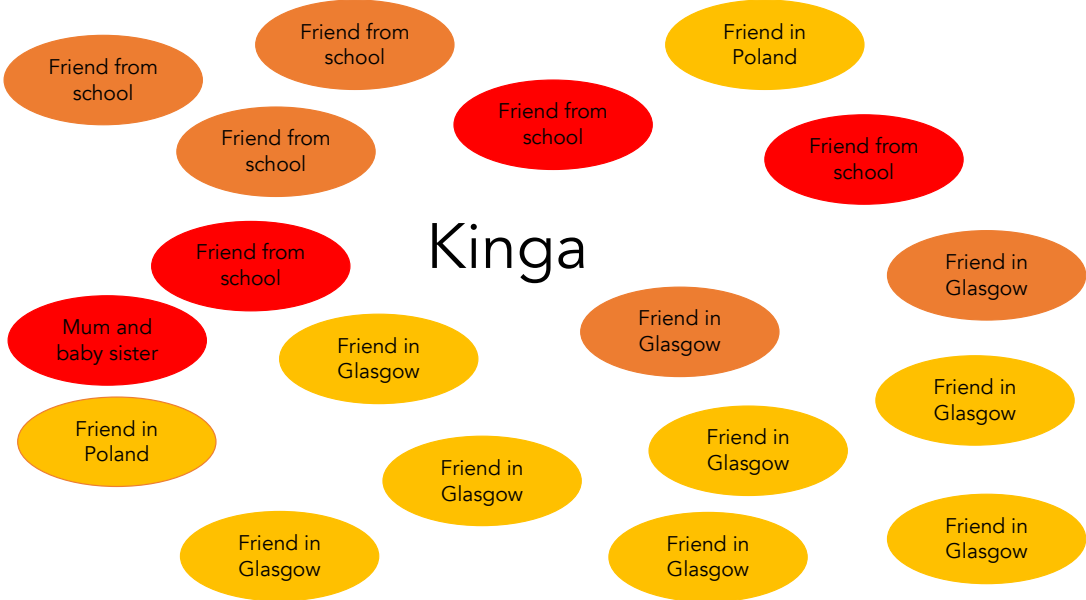 Friend from
school
Friend in
Poland
Friend from
school
Friend from
school
Friend from
school
Friend from
school
Kinga
Friend from
school
Friend in
Glasgow
Friend in
Glasgow
Mum and
baby sister
Friend in
Glasgow
Friend in
Glasgow
Friend in
Poland
Friend in
Glasgow
Friend in
Glasgow
Friend in
Glasgow
Friend in
Glasgow
Friend in
Glasgow